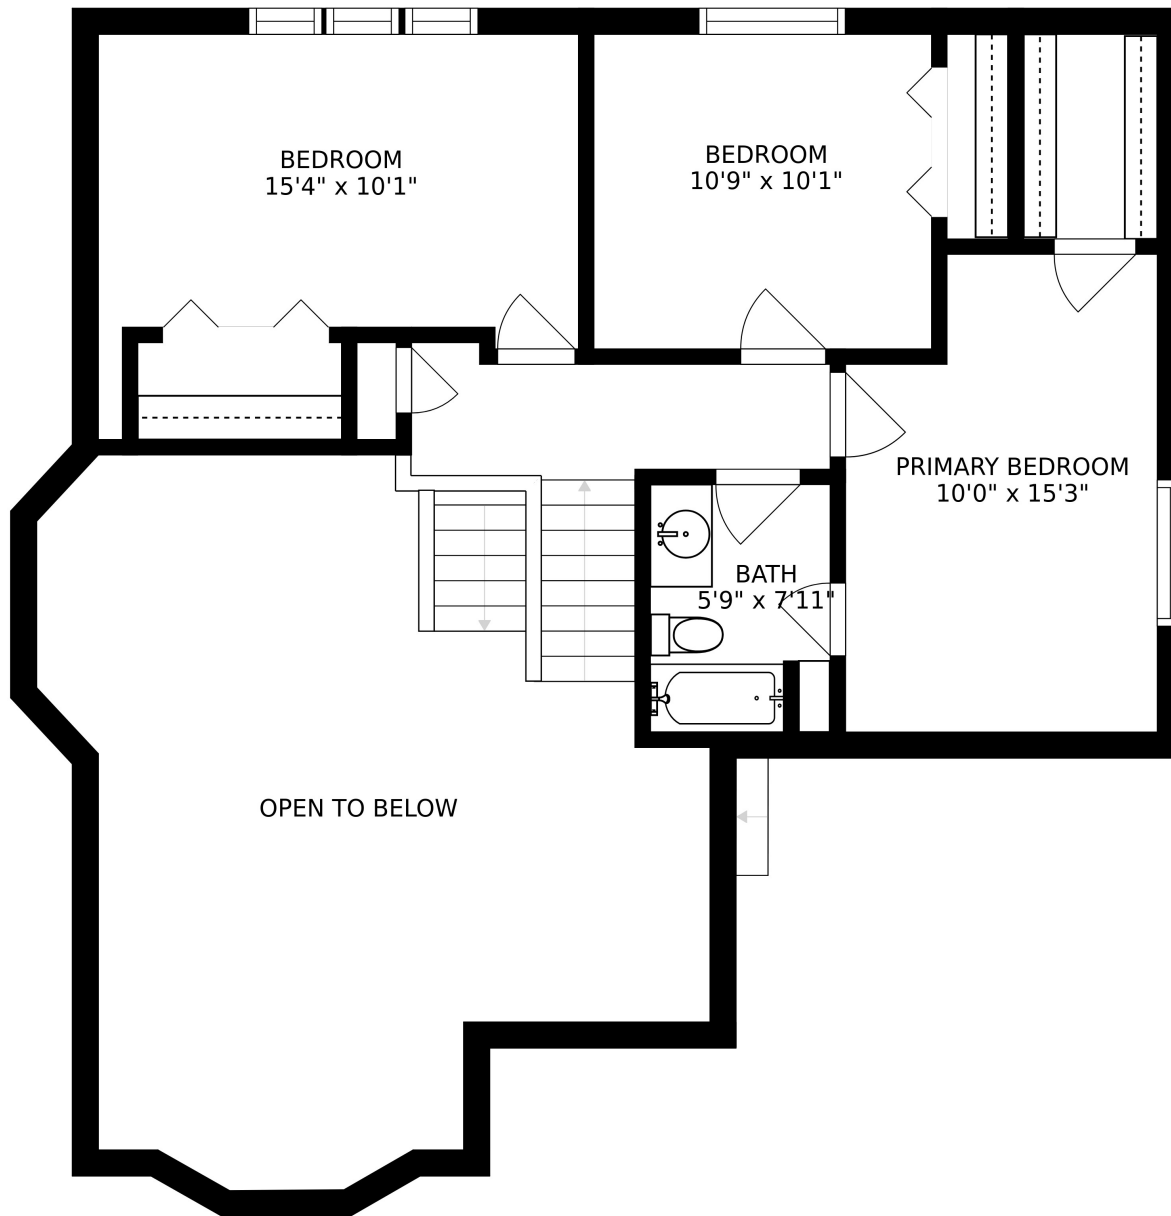 BEDROOM
15'4" x 10'1"
BEDROOM
10'9" x 10'1"
PRIMARY BEDROOM
10'0" x 15'3"
BATH
5'9" x 7'11"
OPEN TO BELOW